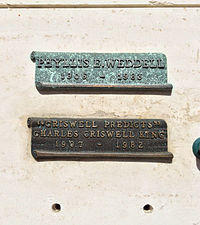 PHYLLIS E. WEDDELL
"CRISWELL PREDICTS"
CHARLES CRISWELL KING
1907 - 1982